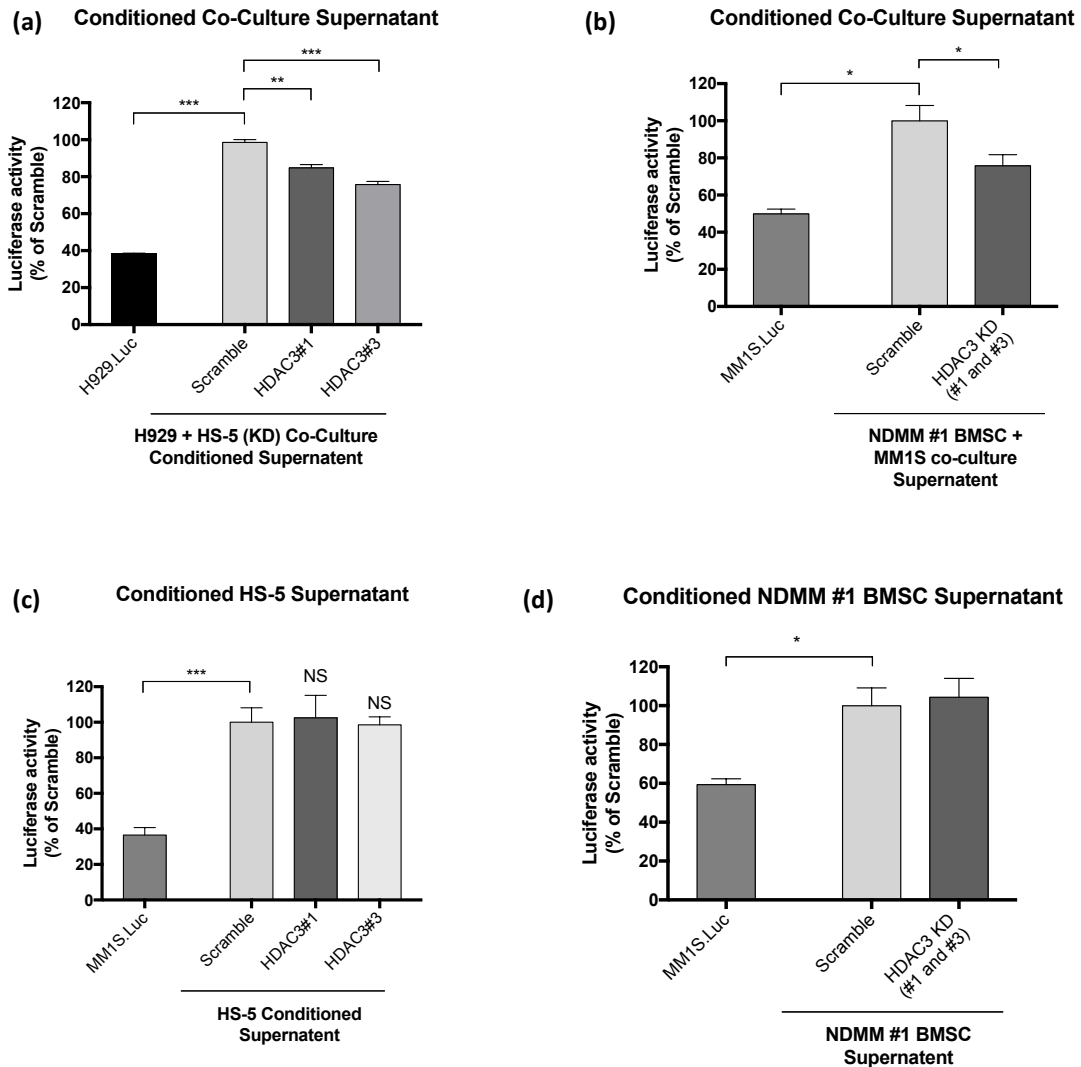 (a)
Conditioned Co-Culture Supernatant
***
**
***
120
100
80
60
40
20
0
Luciferase activity
(% of Scramble)
H929.Luc
Scramble
HDAC3#1
HDAC3#3
H929 + HS-5 (KD) Co-Culture
Conditioned Supernatent
(b)
Conditioned Co-Culture Supernatant
*
*
120
100
80
60
40
20
0
Luciferase activity
(% of Scramble)
MM1S.Luc
Scramble
HDAC3 KD
(#1 and #3)
NDMM #1 BMSC +
MM1S co-culture
Supernatent
(c)
Conditioned HS-5 Supernatant
***
NS
NS
120
100
80
60
40
20
0
Luciferase activity
(% of Scramble)
MM1S.Luc
Scramble
HDAC3#1
HDAC3#3
HS-5 Conditioned
Supernatent
(d)
Conditioned NDMM #1 BMSC Supernatant
*
120
100
80
60
40
20
0
Luciferase activity
(% of Scramble)
MM1S.Luc
Scramble
HDAC3 KD
(#1 and #3)
NDMM #1 BMSC
Supernatent